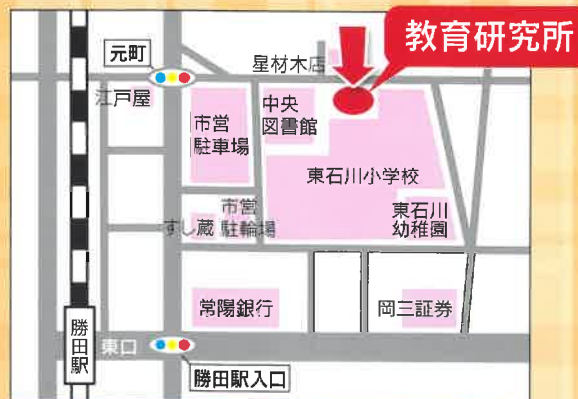 教育研究所
元町
星材木店
江戸屋
市営
駐車場
中央
図書館
東石川小学校
東石川
幼稚園
市営
駐輪場
すし蔵
常陽銀行
岡三証券
勝田駅
東口
勝田駅入口